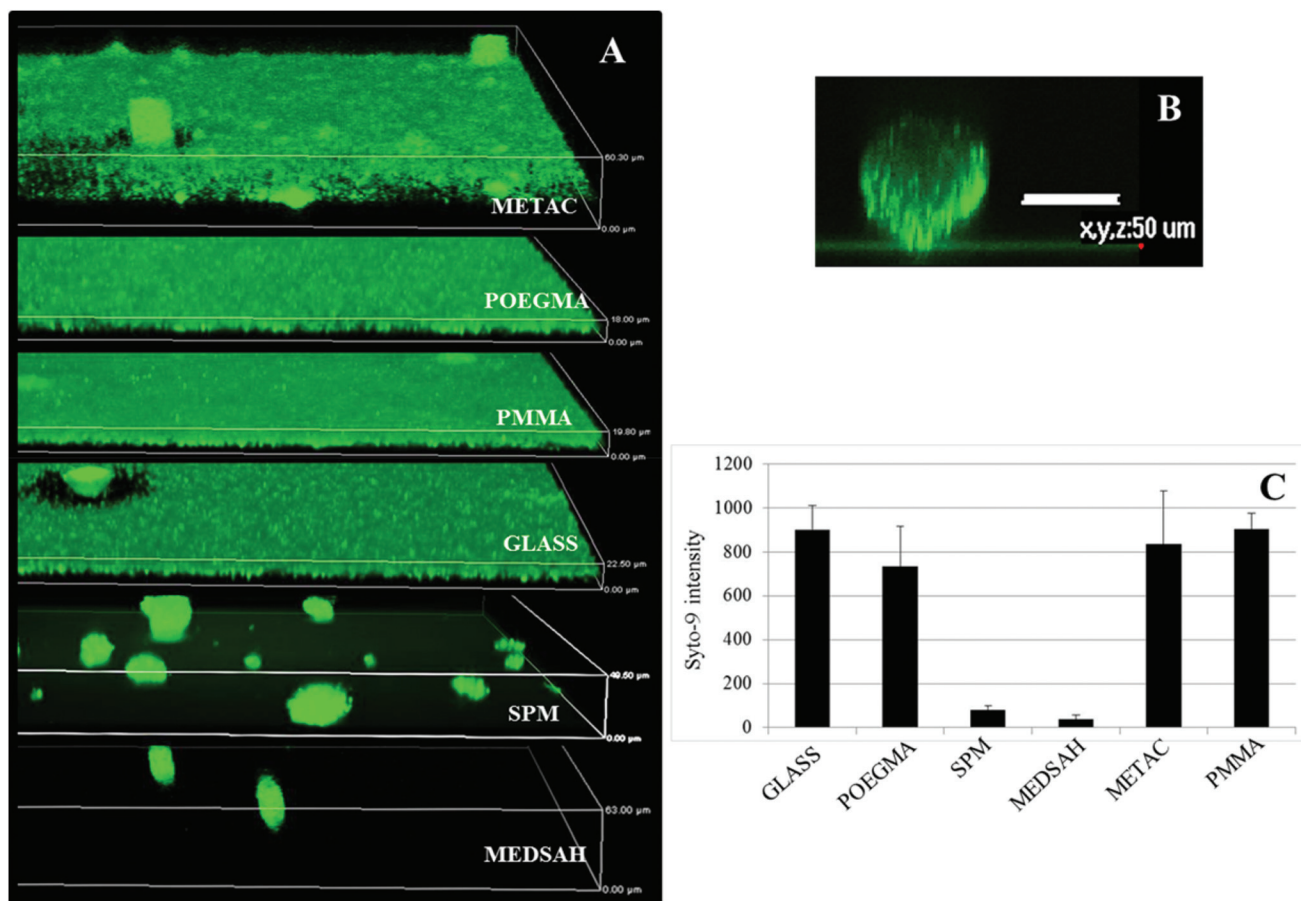 A
60.30 µm
METAC
0.00 µm
POEGMA
18.00 µm
0.00 µm
PMMA
19.80 µm
0.00 µm
GLASS
22.50 µm
0.00 µm
49.50 µm
SPM
0.00 µm
63.00 µm
MEDSAH
0.00 µm
B
x,y,z:50 um
C
Syto-9 intensity
1200
1000
800
600
400
200
0
GLASS
POEGMA
SPM
MEDSAH
METAC
PMMA